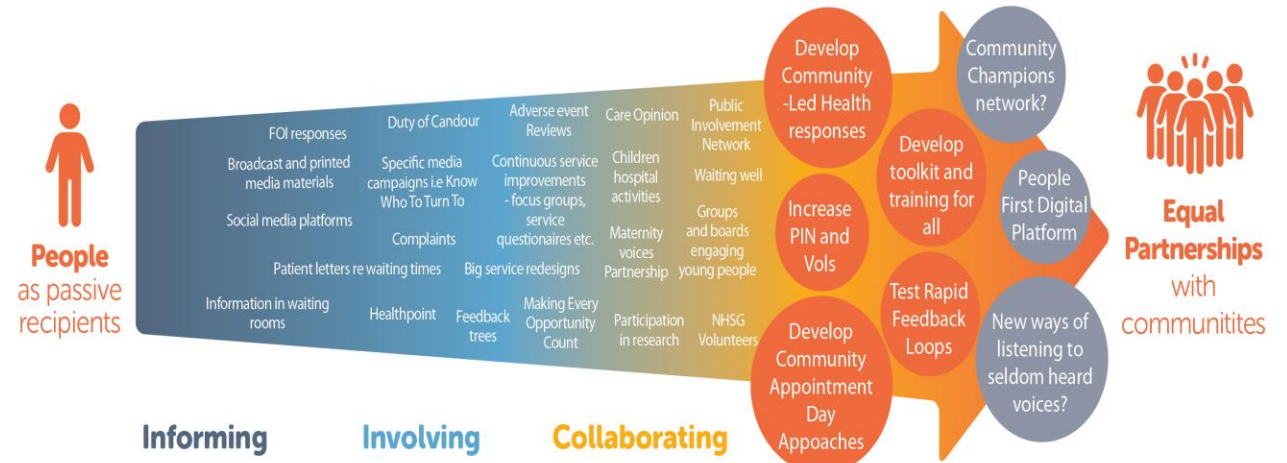 People
as passive
recipients
FOI responses
Broadcast and printed
media materials
Social media platforms
Patient letters re waiting times
Information in waiting
rooms
Duty of Candour
Specific media
campaigns i.e Know
Who To Turn To
Complaints
Healthpoint
Feedback
trees
Adverse event
Reviews
Continuous service
improvements
- focus groups,
service
questionaires etc.
Big service redesigns
Making Every
Opportunity
Count
Care Opinion
Children
hospital
activities
Maternity
voices
Partnership
Participation
in research
Public
Involvement
Network
Waiting well
Groups
and boards
engaging
young people
NHSG
Volunteers
Develop
Community
-Led Health
responses
Increase
PIN and
Vols
Develop
Community
Appointment
Day
Appoaches
Develop
toolkit and
training for
all
Test Rapid
Feedback
Loops
Community
Champions
network?
People
First Digital
Platform
New ways of
listening to
seldom heard
voices?
Equal
Partnerships
with
communitites
Informing
Involving
Collaborating